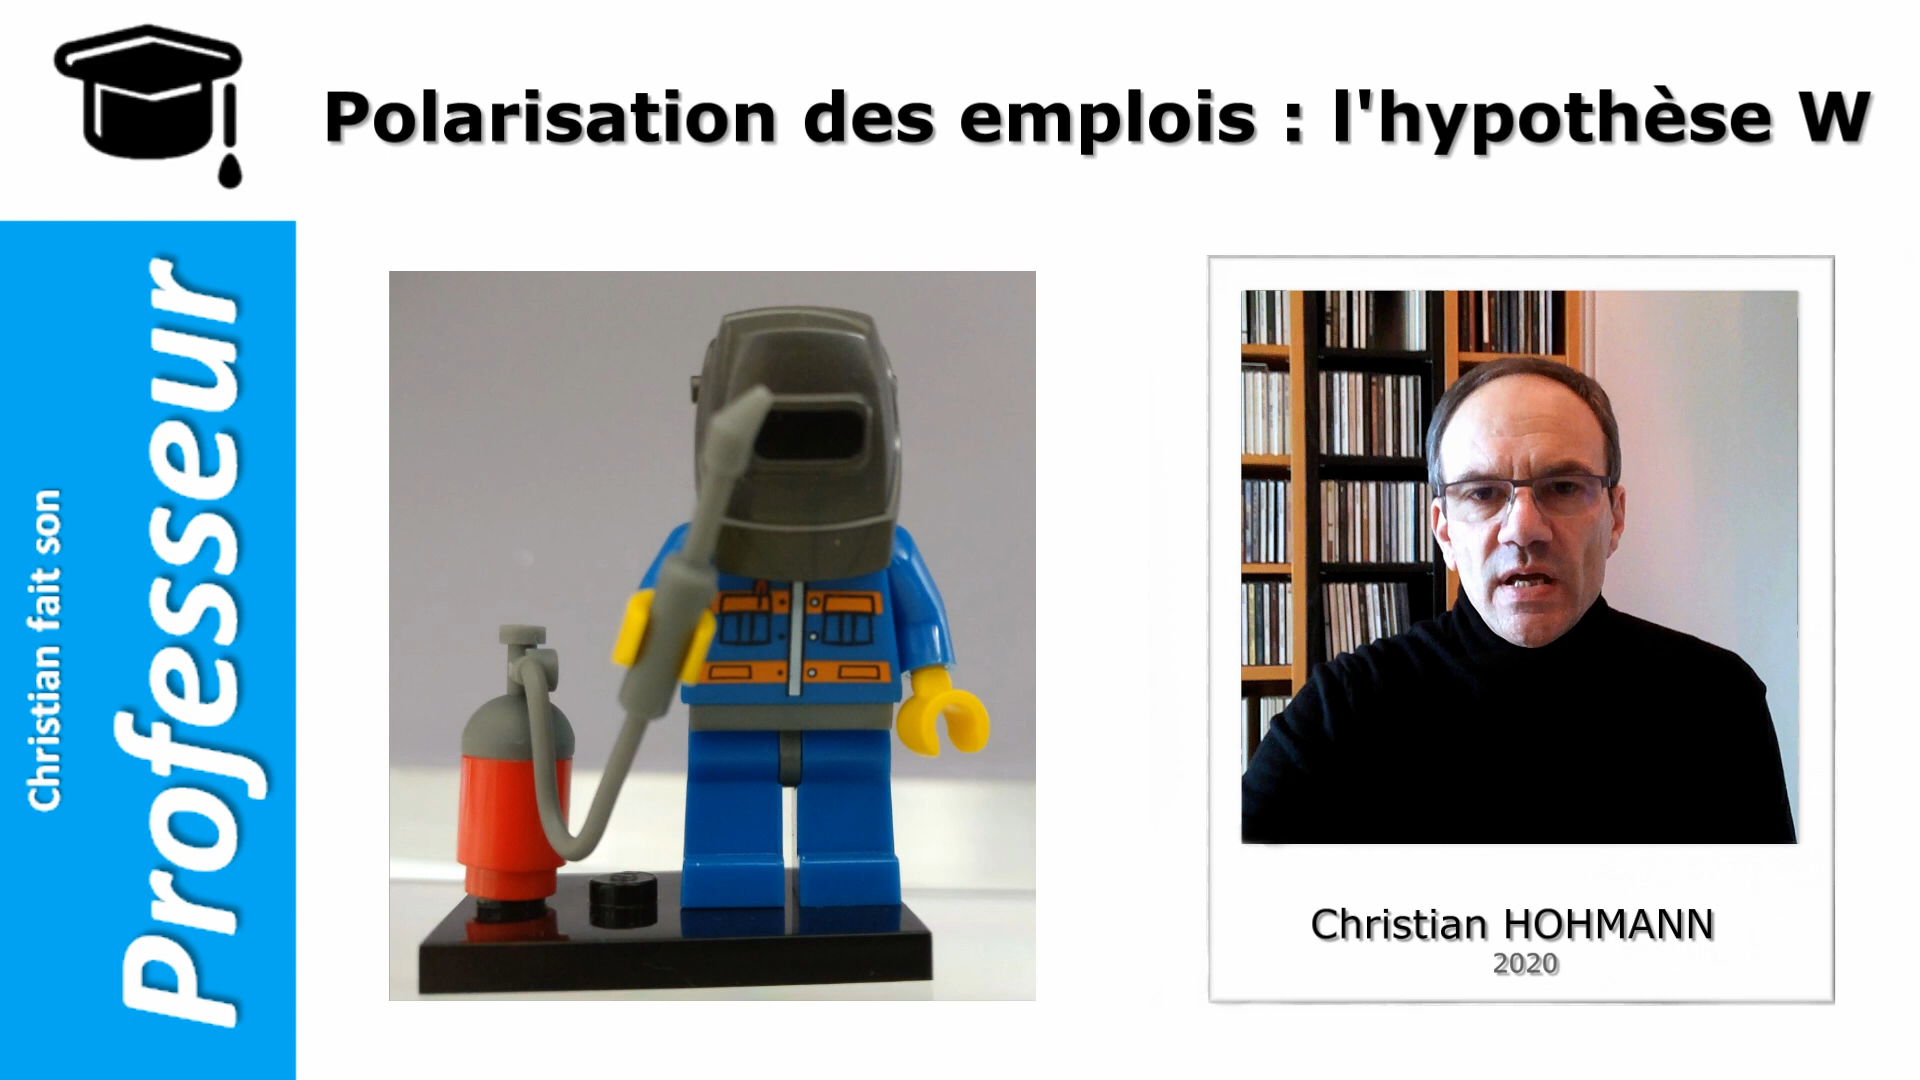 Polarisation des emplois : l'hypothèse W
Christian fait son
Professeur
Christian HOHMANN
2020